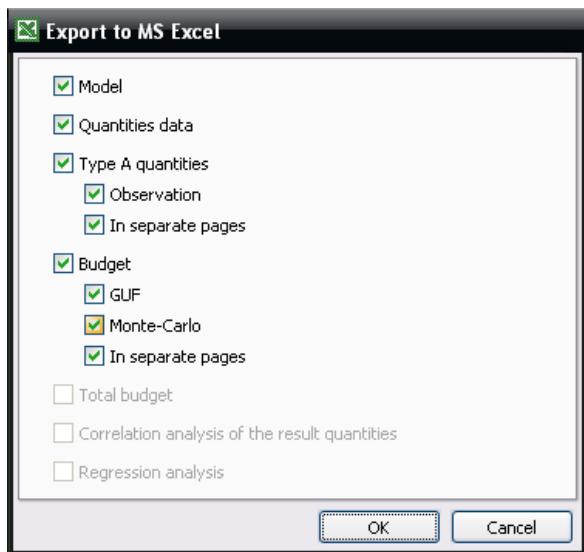 Export to MS Excel
Model
Quantities data
Type A quantities
Observation
In separate pages
Budget
GUF
Monte-Carlo
In separate pages
Total budget
Correlation analysis of the result quantities
Regression analysis
OK Cancel